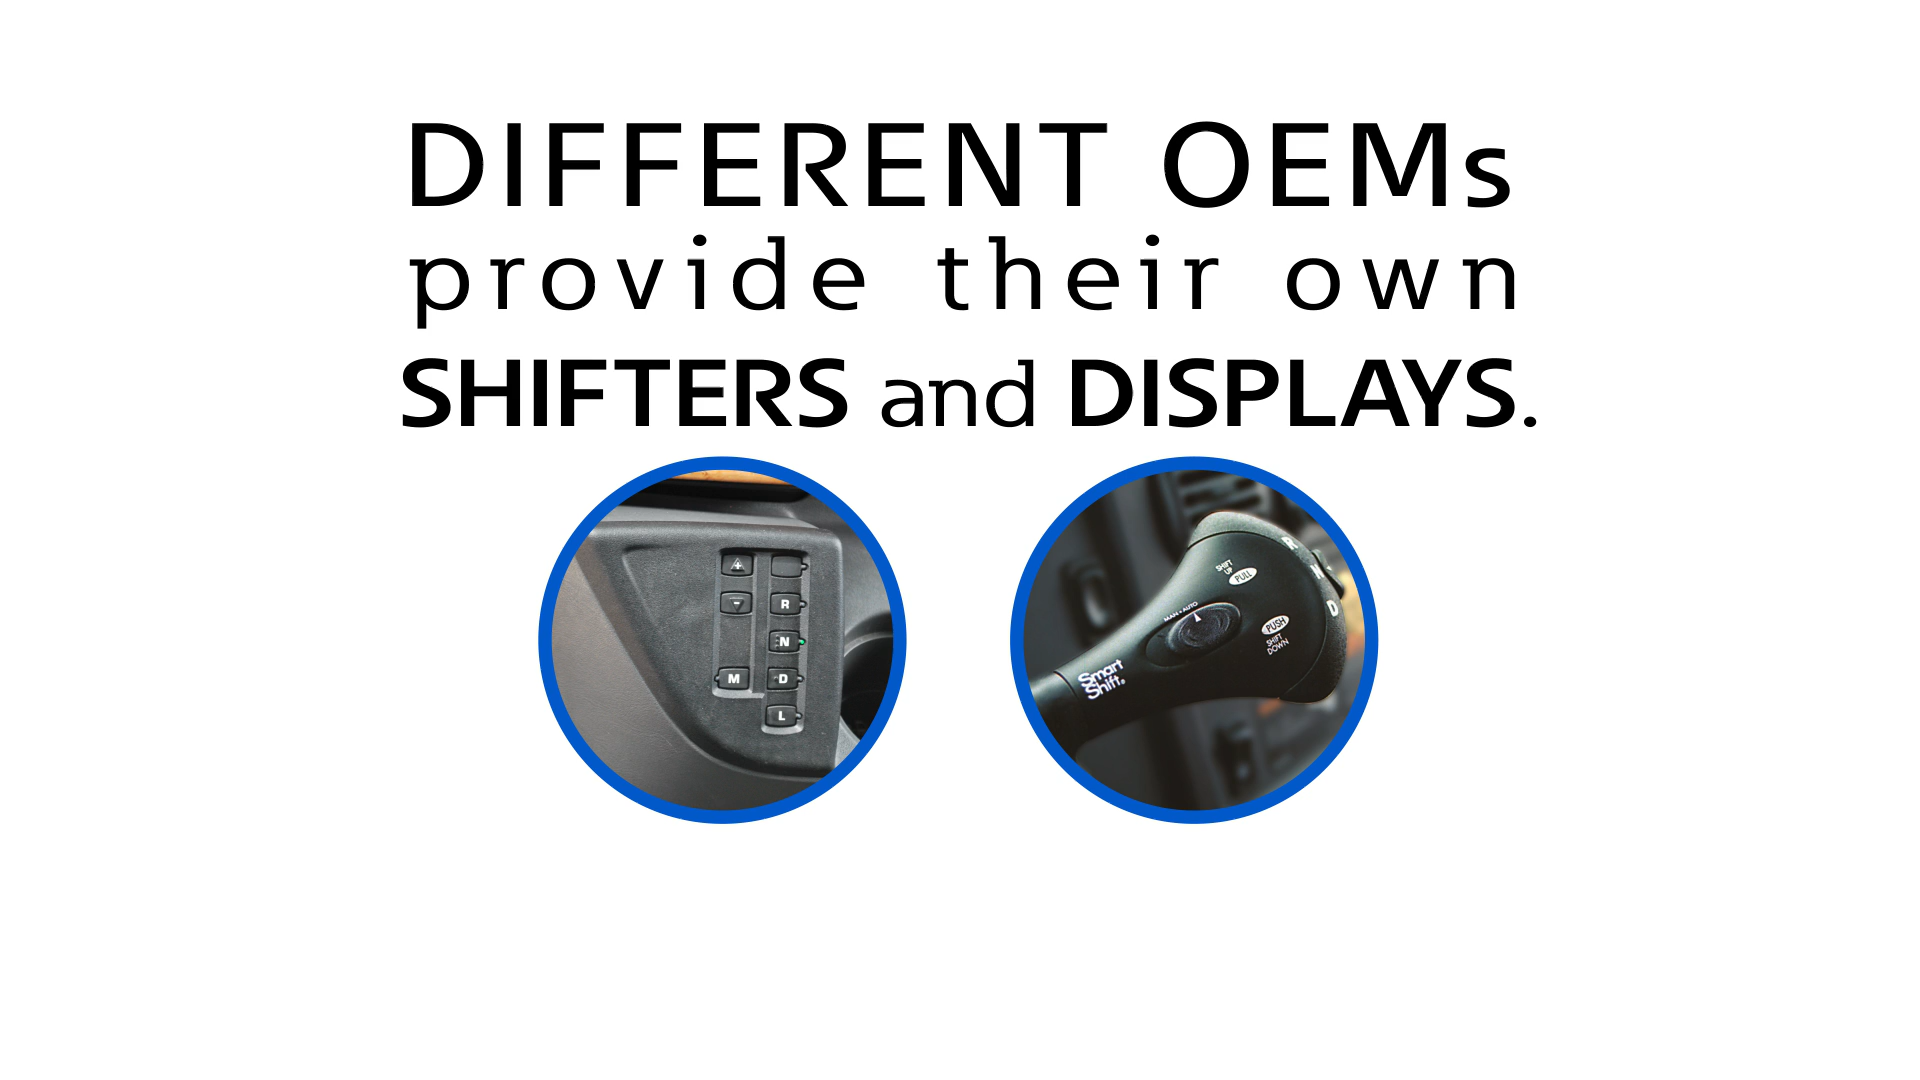 DIFFERENT OEMs
provide their own
SHIFTERS and DISPLAYS.
R
N
M D
L
R
N
D
SHIFT
UP
PULL
MAN • AUTO
PUSH
SHIFT
DOWN
Smart
Shift®